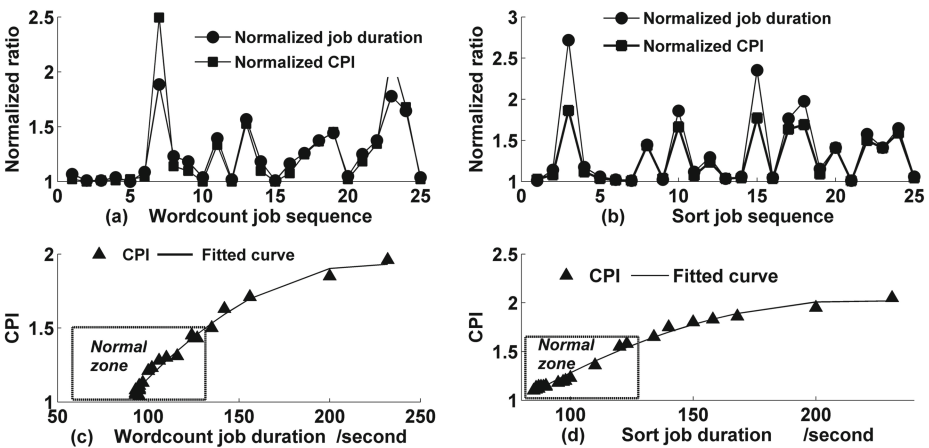 2.5
2
1.5
1
Normalized ratio
Normalized job duration
Normalized CPI
0 5 10 15 20 25
(a) Wordcount job sequence
3
2.5
2
1.5
1
Normalized ratio
Normalized job duration
Normalized CPI
0 5 10 15 20 25
(b) Sort job sequence
2
1.5
1
CPI
CPI Fitted curve
Normal
zone
50 100 150 200 250
(c) Wordcount job duration /second
2.5
2
1.5
1
CPI
CPI Fitted curve
Normal
zone
100 150 200
(d) Sort job duration /second